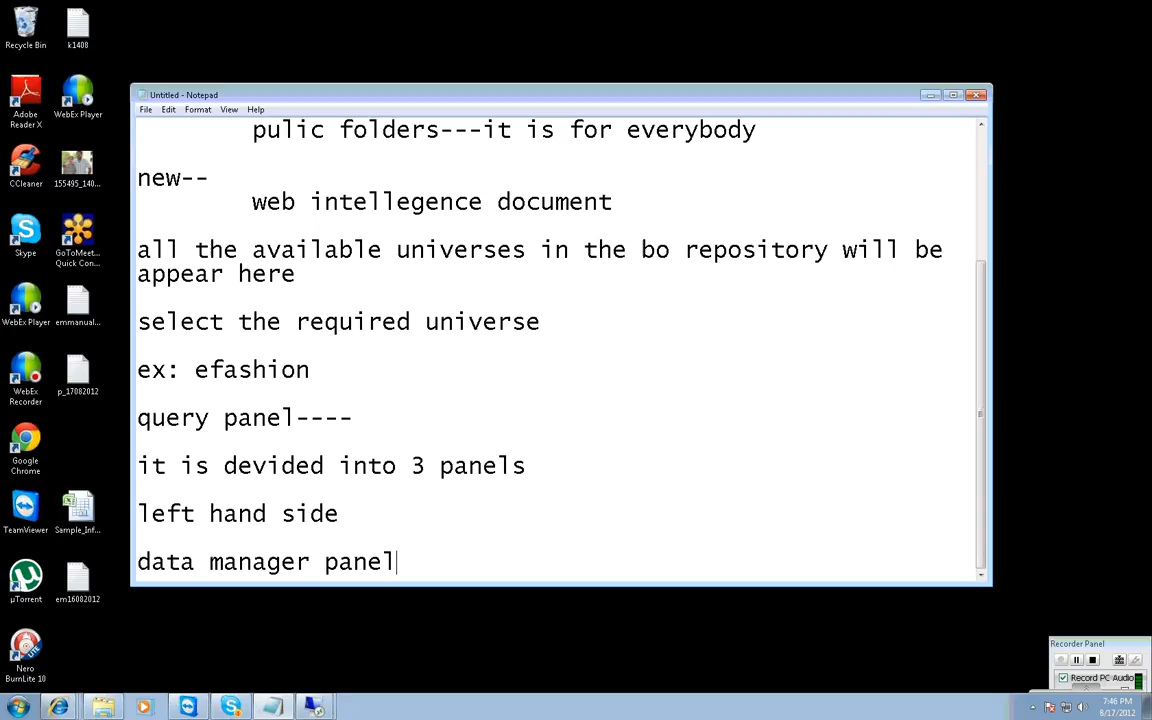 Recycle Bin
k1408
Adobe
Reader X
WebEx Player
CCleaner
155495_140...
Skype
GoToMeet...
Quick Con...
WebEx Player
emmanual...
WebEx
Recorder
p_17082012
Google
Chrome
TeamViewer
Sample_Inf...
µTorrent
em16082012
Nero
BurnLite 10
Untitled - Notepad
File Edit Format View Help
pulic folders---it is for everybody
new--
web intellegence document
all the available universes in the bo repository will be
appear here
select the required universe
ex: efashion
query panel----
it is devided into 3 panels
left hand side
data manager panel
Recorder Panel
Record PC Audio
7:46 PM
8/17/2012